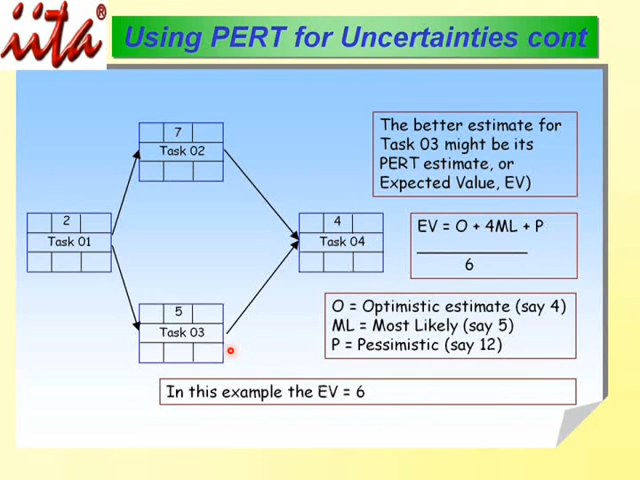 iita®
Using PERT for Uncertainties cont
7
Task 02
The better estimate for
Task 03 might be its
PERT estimate, or
Expected Value, EV)
2
Task 01
4
Task 04
EV = O + 4ML + P
6
5
Task 03
O = Optimistic estimate (say 4)
ML = Most Likely (say 5)
P = Pessimistic (say 12)
In this example the EV = 6